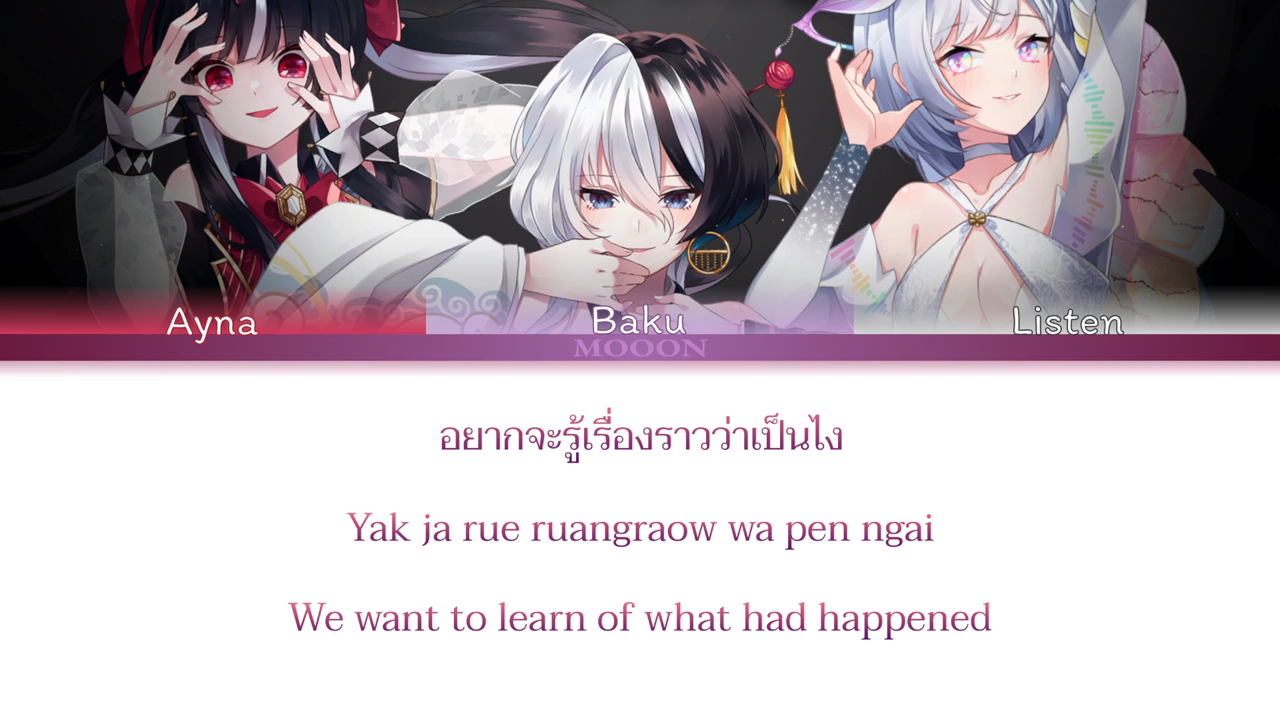 Ayna
Baku
Listen
MOOON
อยากจะรู้เรื่องราวว่าเป็นไง
Yak ja rue ruangraow wa pen ngai
We want to learn of what had happened